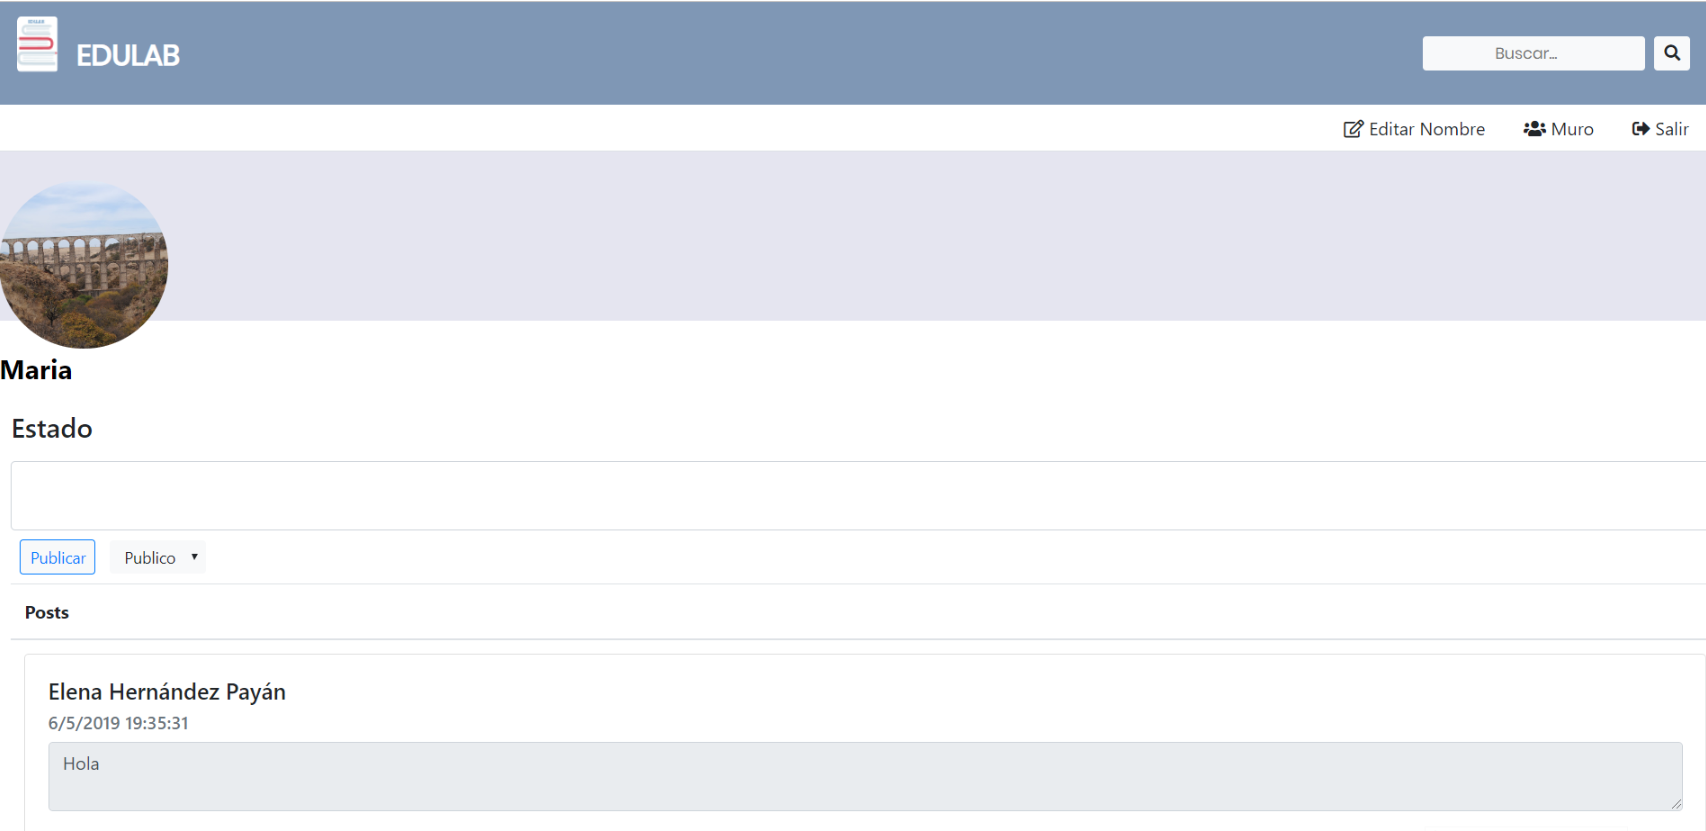 EDULAB
EDULAB
Buscar...
Editar Nombre
Muro
Salir
Maria
Estado
Publicar
Publico
Posts
Elena Hernández Payán
6/5/2019 19:35:31
Hola